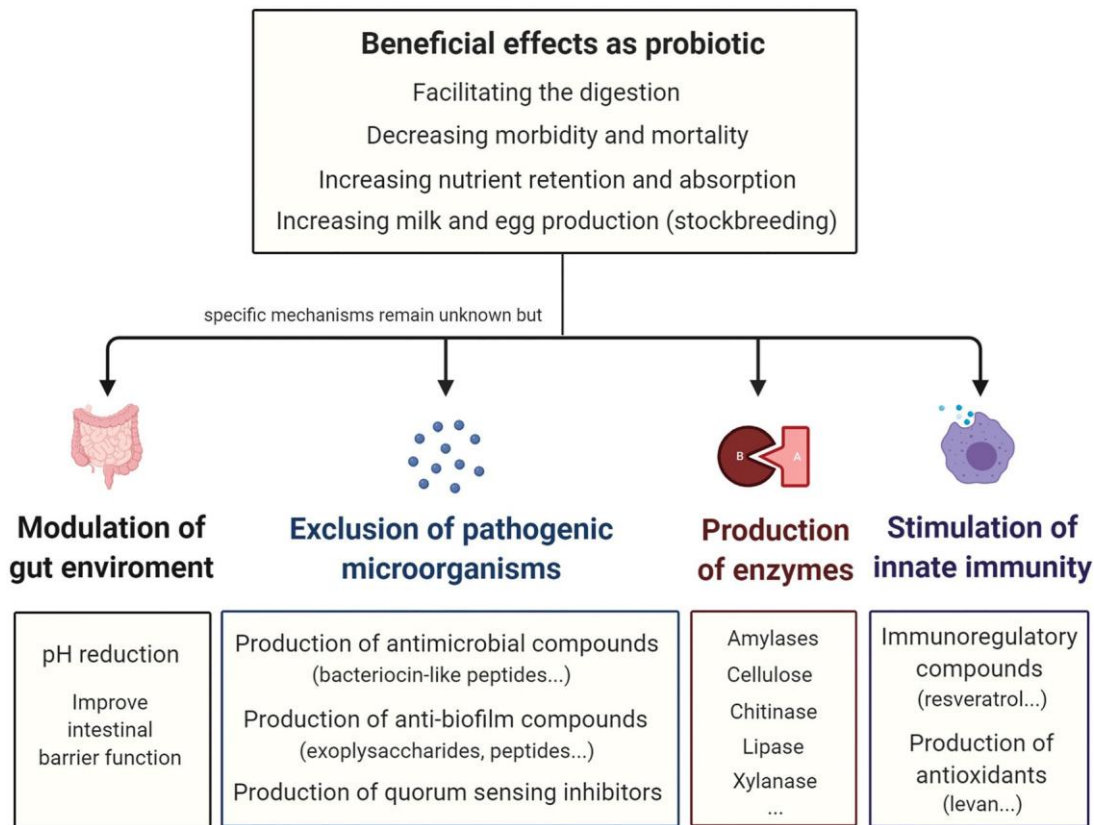 Beneficial effects as probiotic
Facilitating the digestion
Decreasing morbidity and mortality
Increasing nutrient retention and absorption
Increasing milk and egg production (stockbreeding)
specific mechanisms remain unknown but
B
A
Modulation of
gut enviroment
pH reduction
Improve
intestinal
barrier function
Exclusion of pathogenic
microorganisms
Production of antimicrobial compounds
(bacteriocin-like peptides...)
Production of anti-biofilm compounds
(exoplysaccharides, peptides...)
Production of quorum sensing inhibitors
Production
of enzymes
Amylases
Cellulose
Chitinase
Lipase
Xylanase
...
Stimulation of
innate immunity
Immunoregulatory
compounds
(resveratrol...)
Production of
antioxidants
(levan...)